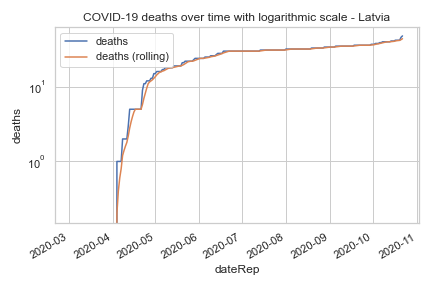 COVID-19 deaths over time with logarithmic scale - Latvia
deaths
deaths (rolling)
10¹
10⁰
deaths
2020-03
2020-04
2020-05
2020-06
2020-07
2020-08
2020-09
2020-10
2020-11
dateRep